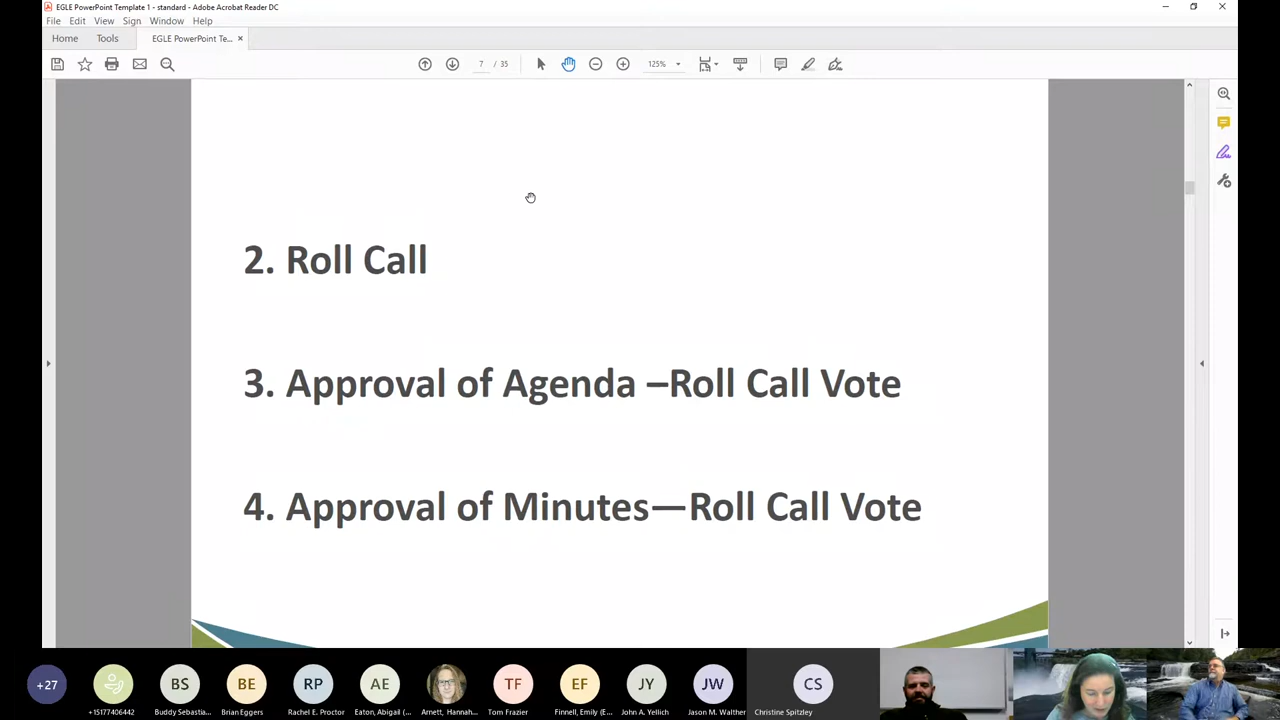 EGLE PowerPoint Template 1 - standard - Adobe Acrobat Reader DC
File Edit View Sign Window Help
Home Tools EGLE PowerPoint Te... ×
7 / 35 125%
2. Roll Call
3. Approval of Agenda –Roll Call Vote
4. Approval of Minutes—Roll Call Vote
+27 BS BE RP AE TF EF JY JW CS
+15177406442 Buddy Sebastia... Brian Eggers Rachel E. Proctor Eaton, Abigail (... Arnett, Hannah... Tom Frazier Finnell, Emily (E... John A. Yellich Jason M. Walther Christine Spitzley